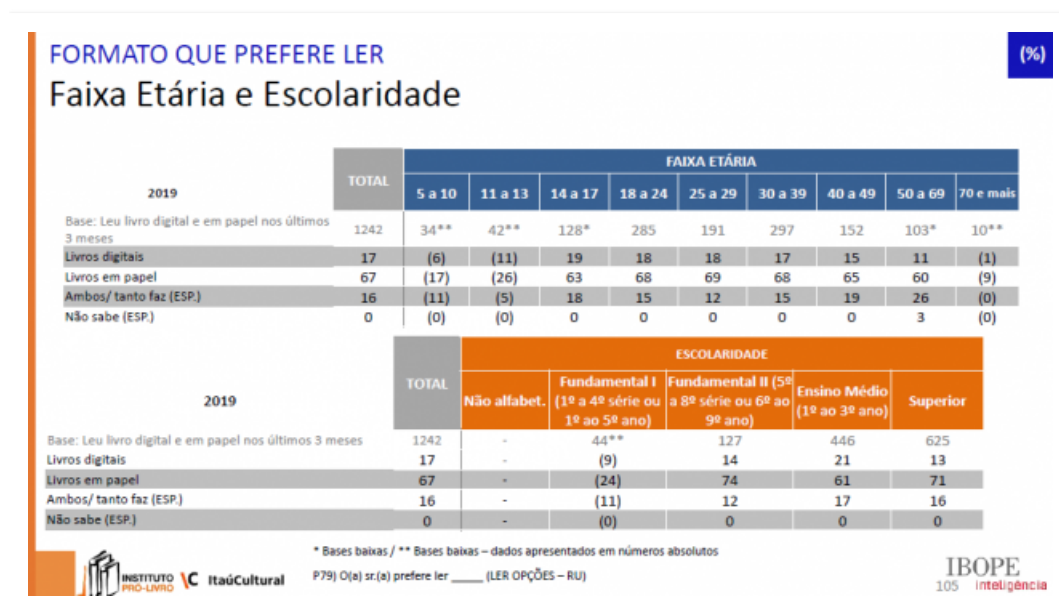 FORMATO QUE PREFERE LER
(%)
Faixa Etária e Escolaridade
FAIXA ETÁRIA
2019 TOTAL 5 a 10 11 a 13 14 a 17 18 a 24 25 a 29 30 a 39 40 a 49 50 a 69 70 e mais
Base: Leu livro digital e em papel nos últimos
3 meses 1242 34** 42** 128* 285 191 297 152 103* 10**
Livros digitais 17 (6) (11) 19 18 18 17 15 11 (1)
Livros em papel 67 (17) (26) 63 68 69 68 65 60 (9)
Ambos/ tanto faz (ESP.) 16 (11) (5) 18 15 12 15 19 26 (0)
Não sabe (ESP.) 0 (0) (0) 0 0 0 0 0 3 (0)
ESCOLARIDADE
2019 TOTAL Não alfabet. Fundamental I
(1º a 4º série ou
1º ao 5º ano)
Fundamental II (5º
a 8º série ou 6º ao
9º ano)
Ensino Médio
(1º ao 3º ano)
Superior
Base: Leu livro digital e em papel nos últimos 3 meses 1242 - 44** 127 446 625
Livros digitais 17 - (9) 14 21 13
Livros em papel 67 - (24) 74 61 71
Ambos/ tanto faz (ESP.) 16 - (11) 12 17 16
Não sabe (ESP.) 0 - (0) 0 0 0
* Bases baixas / ** Bases baixas – dados apresentados em números absolutos
P79) O(a) sr.(a) prefere ler _____ (LER OPÇÕES – RU)
INSTITUTO
PRÓ-LIVRO
\C ItaúCultural
IBOPE
inteligência
105